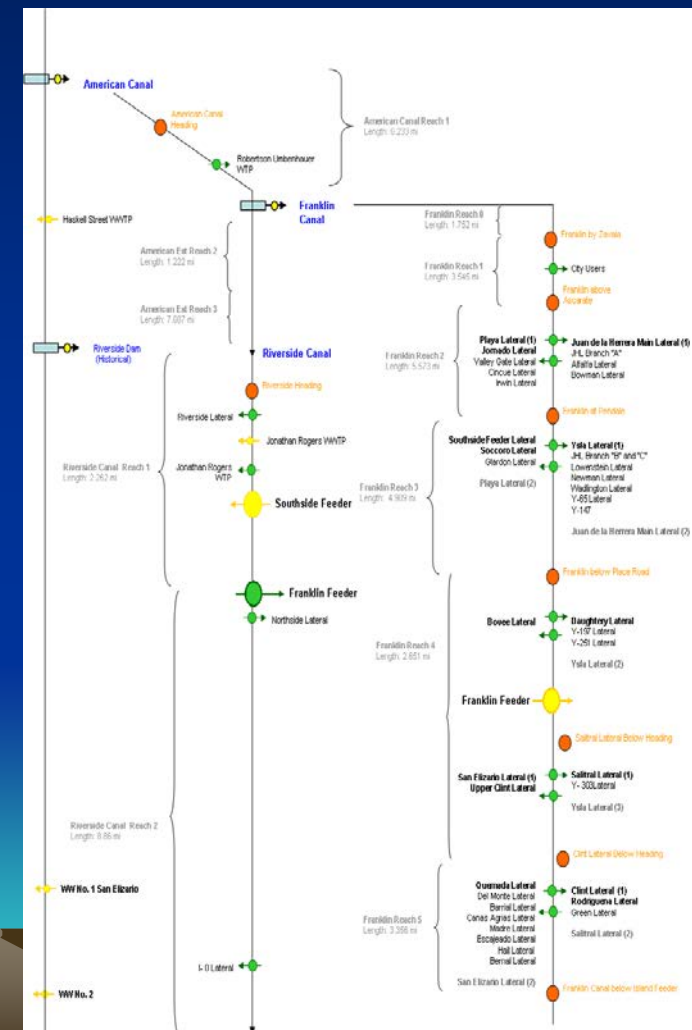 American Canal
American Canal
Heading
American Canal Reach 1
Length: 6.233 mi
Robertson Umbenhauer
WTP
Haskell Street WWTP
Franklin
Canal
Franklin Reach 0
Length: 1.752 mi
Franklin by Zavala
American Ext Reach 2
Length: 1.222 mi
Franklin Reach 1
Length: 3.545 mi
City Users
Franklin above
Ascarate
American Ext Reach 3
Riverside Dam
(Historical)
Riverside Canal
Franklin Reach 2
Length: 5.573 mi
Playa Lateral (1)
Jornado Lateral
Valley Gate Lateral
Cinque Lateral
Irwin Lateral
Juan de la Herrera Main Lateral (1)
JHL Branch "A"
Alfalfa Lateral
Bowman Lateral
Riverside Heading
Riverside Lateral
Franklin at Pendale
Jonathan Rogers WWTP
Riverside Canal Reach 1
Length: 2.262 mi
Jonathan Rogers
WTP
Southside Feeder
Southside Feeder Lateral
Soccoro Lateral
Glardon Lateral
Playa Lateral (2)
Ysla Lateral (1)
JHL Branch "B" and "C"
Lowenstein Lateral
Newman Lateral
Wadlington Lateral
Y-65 Lateral
Y-147
Juan de la Herrera Main Lateral (2)
Franklin Reach 3
Length: 4.909 mi
Franklin below Place Road
Franklin Feeder
Northside Lateral
Bovee Lateral
Daughtery Lateral
Y-197 Lateral
Y-251 Lateral
Ysla Lateral (2)
Franklin Reach 4
Length: 2.851 mi
Franklin Feeder
Salitral Lateral Below Heading
San Elizario Lateral (1)
Upper Clint Lateral
Salitral Lateral (1)
Y- 303Lateral
Ysla Lateral (3)
Riverside Canal Reach 2
Length: 8.86 mi
Clint Lateral Below Heading
WW No. 1 San Elizario
Franklin Reach 5
Length: 3.356 mi
Quemada Lateral
Del Monte Lateral
Barrial Lateral
Canas Agrias Lateral
Madre Lateral
Escajeado Lateral
Hall Lateral
Bernal Lateral
San Elizario Lateral (2)
Clint Lateral (1)
Rodriguena Lateral
Green Lateral
Salitral Lateral (2)
I- 0 Lateral
WW No. 2
Franklin Canal below Island Feeder